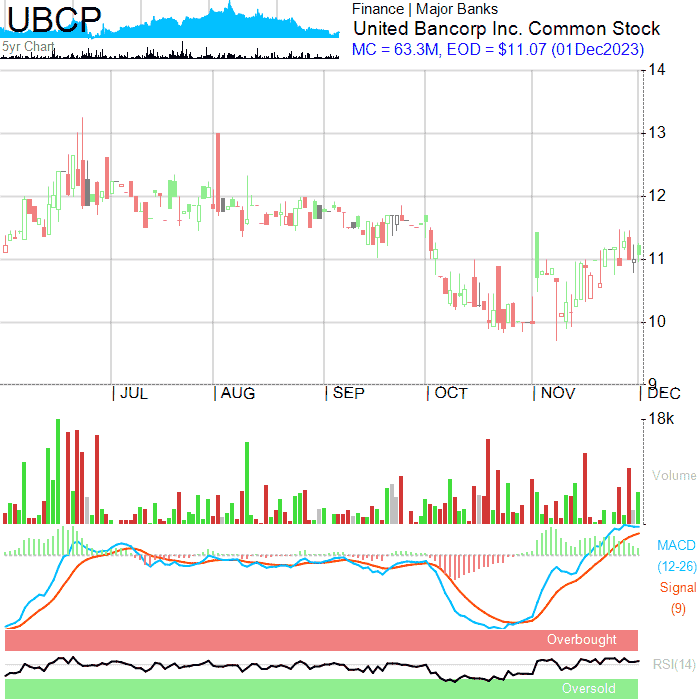 UBCP
5yr Chart
Finance | Major Banks
United Bancorp Inc. Common Stock
MC = 63.3M, EOD = $11.07 (01Dec2023)
14
13
12
11
10
9
JUL AUG SEP OCT NOV DEC
18k
Volume
MACD
(12-26)
Signal
(9)
Overbought
RSI(14)
Oversold